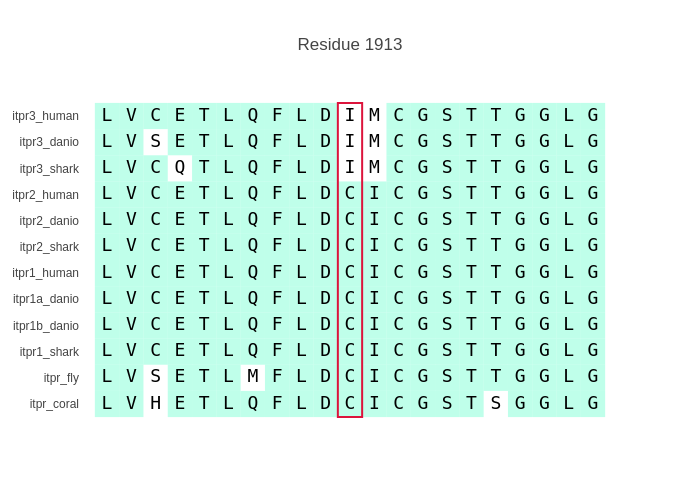 Residue 1913
itpr3_human L V C E T L Q F L D I M C G S T T G G L G
itpr3_danio L V S E T L Q F L D I M C G S T T G G L G
itpr3_shark L V C Q T L Q F L D I M C G S T T G G L G
itpr2_human L V C E T L Q F L D C I C G S T T G G L G
itpr2_danio L V C E T L Q F L D C I C G S T T G G L G
itpr2_shark L V C E T L Q F L D C I C G S T T G G L G
itpr1_human L V C E T L Q F L D C I C G S T T G G L G
itpr1a_danio L V C E T L Q F L D C I C G S T T G G L G
itpr1b_danio L V C E T L Q F L D C I C G S T T G G L G
itpr1_shark L V C E T L Q F L D C I C G S T T G G L G
itpr_fly L V S E T L M F L D C I C G S T T G G L G
itpr_coral L V H E T L Q F L D C I C G S T S G G L G